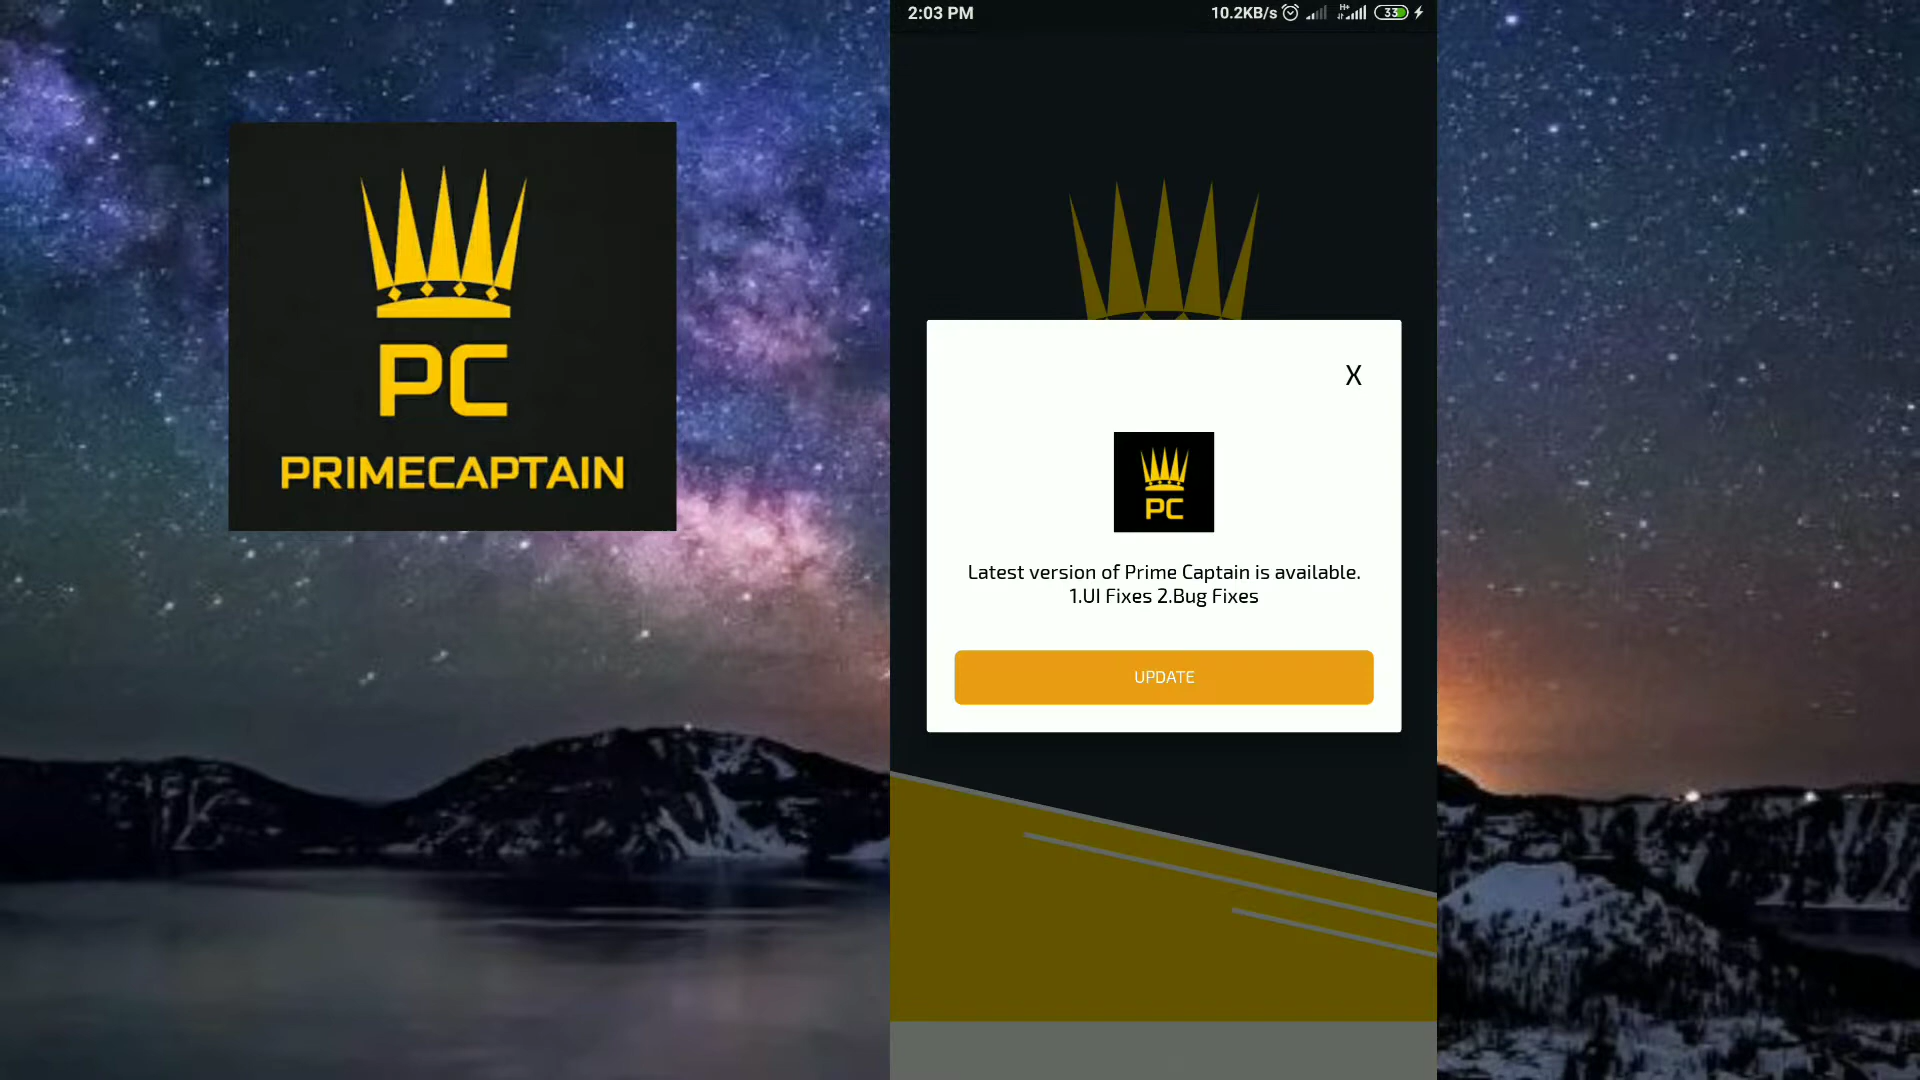 PC
PRIMECAPTAIN
2:03 PM
10.2KB/s H+ 33
X
PC
Latest version of Prime Captain is available.
1.UI Fixes 2.Bug Fixes
UPDATE